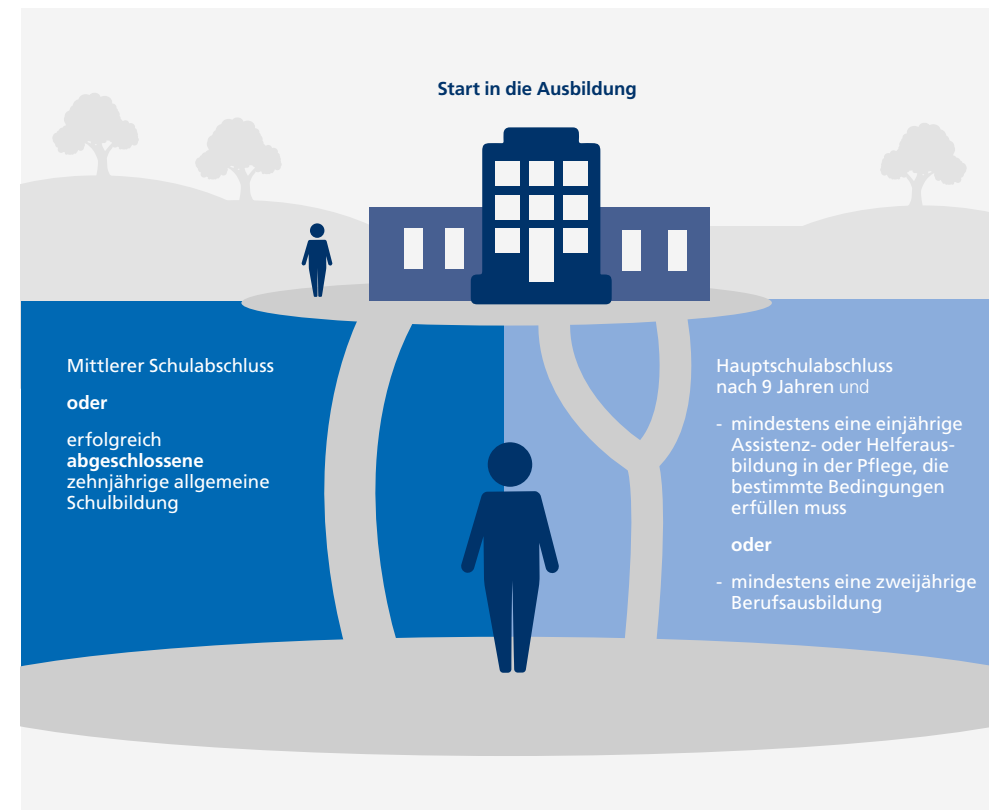 Start in die Ausbildung
Mittlerer Schulabschluss
oder
erfolgreich
abgeschlossene
zehnjährige allgemeine
Schulbildung
Hauptschulabschluss
nach 9 Jahren und
- mindestens eine einjährige
Assistenz- oder Helferaus-
bildung in der Pflege, die
bestimmte Bedingungen
erfüllen muss
oder
- mindestens eine zweijährige
Berufsausbildung